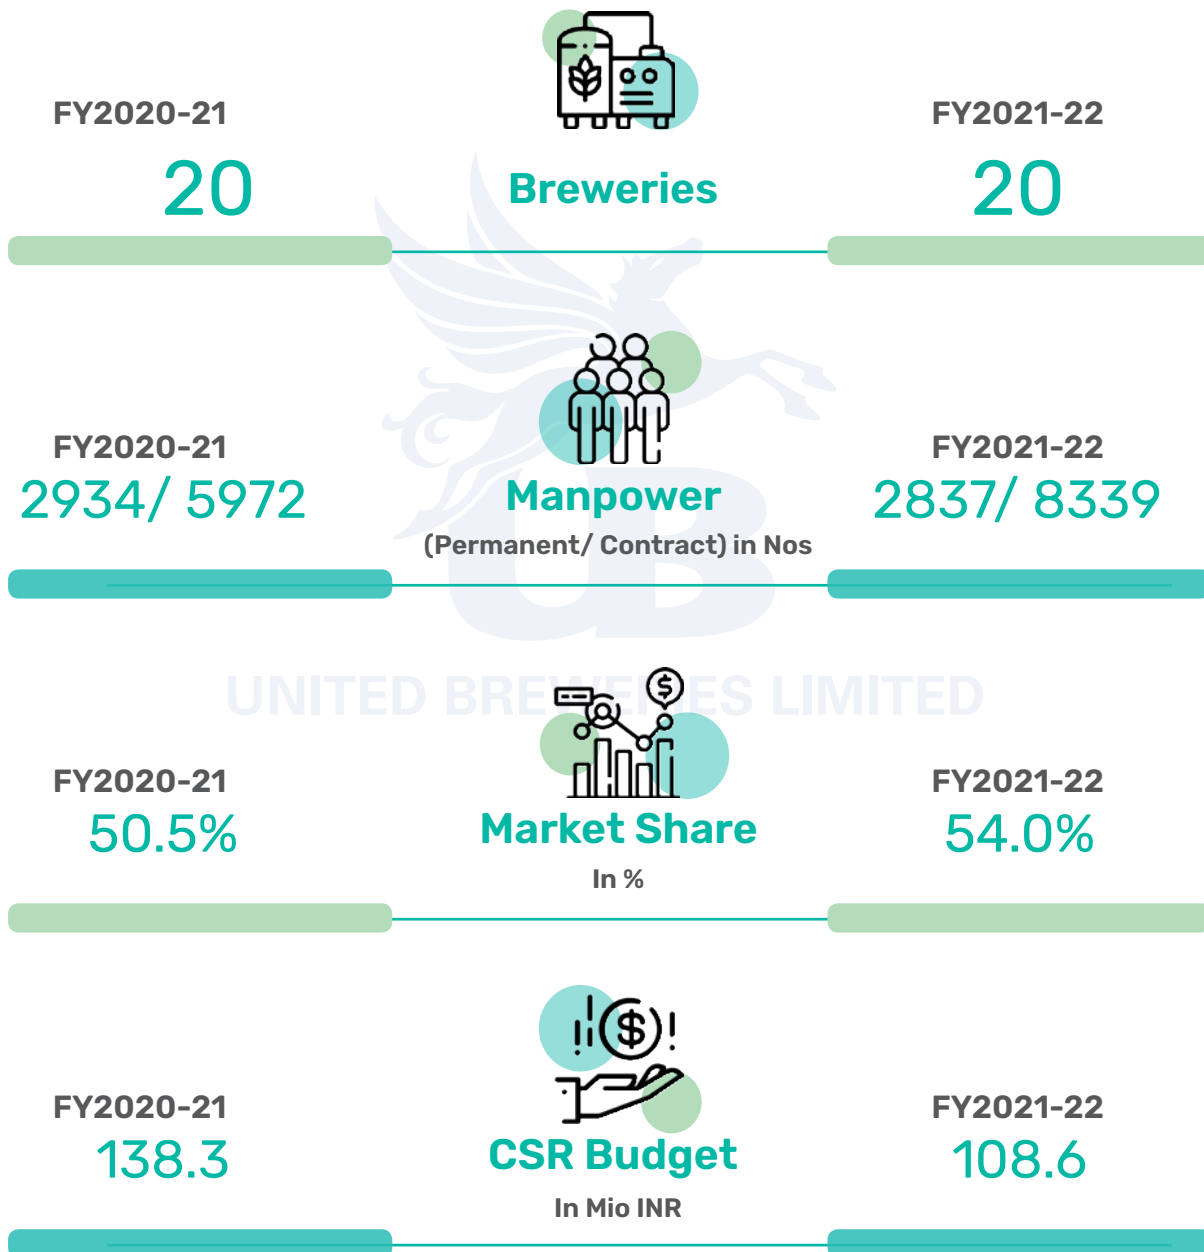 FY2020-21
FY2021-22
20
Breweries
20
FY2020-21
FY2021-22
2934/ 5972
Manpower
2837/ 8339
(Permanent/ Contract) in Nos
UB
UNITED BREWERIES LIMITED
FY2020-21
FY2021-22
50.5%
Market Share
54.0%
In %
FY2020-21
FY2021-22
138.3
CSR Budget
108.6
In Mio INR